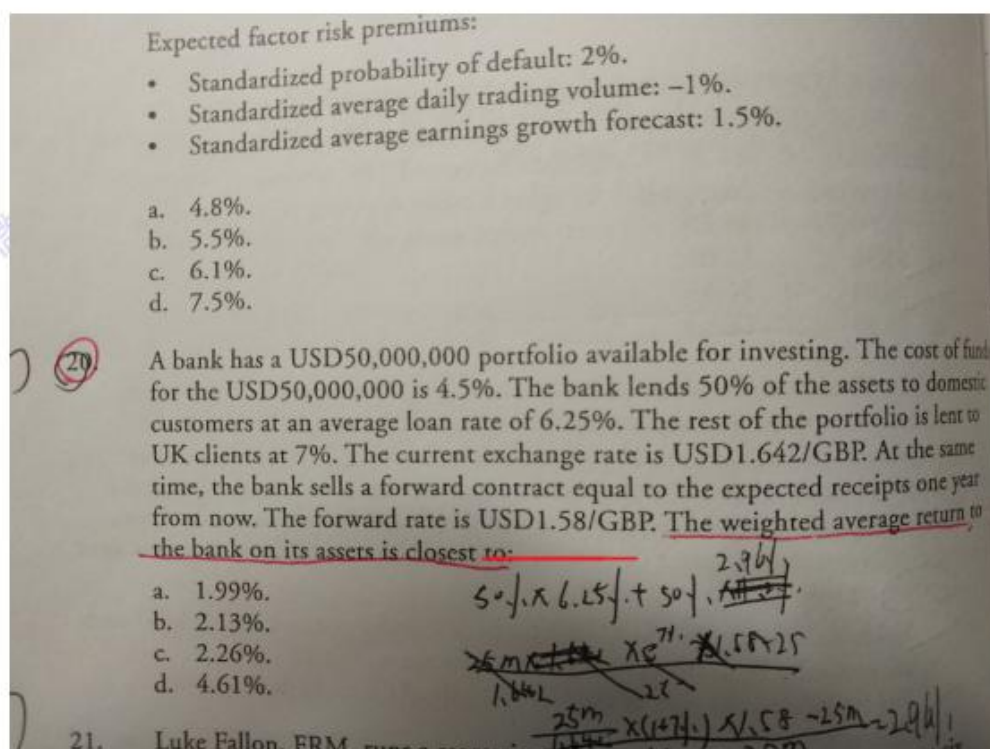 Expected factor risk premiums:
• Standardized probability of default: 2%.
• Standardized average daily trading volume: –1%.
• Standardized average earnings growth forecast: 1.5%.
a. 4.8%.
b. 5.5%.
c. 6.1%.
d. 7.5%.
20. A bank has a USD50,000,000 portfolio available for investing. The cost of fund
for the USD50,000,000 is 4.5%. The bank lends 50% of the assets to domestic
customers at an average loan rate of 6.25%. The rest of the portfolio is lent to
UK clients at 7%. The current exchange rate is USD1.642/GBP. At the same
time, the bank sells a forward contract equal to the expected receipts one year
from now. The forward rate is USD1.58/GBP. The weighted average return to
the bank on its assets is closest to:
2.96%
a. 1.99%.
50% × 6.25% + 50%
b. 2.13%.
c. 2.26%.
d. 4.61%.
1.642
25m ×(1+7%) ×1.58 -25m = 2.96%
21. Luke Fallon, FRM